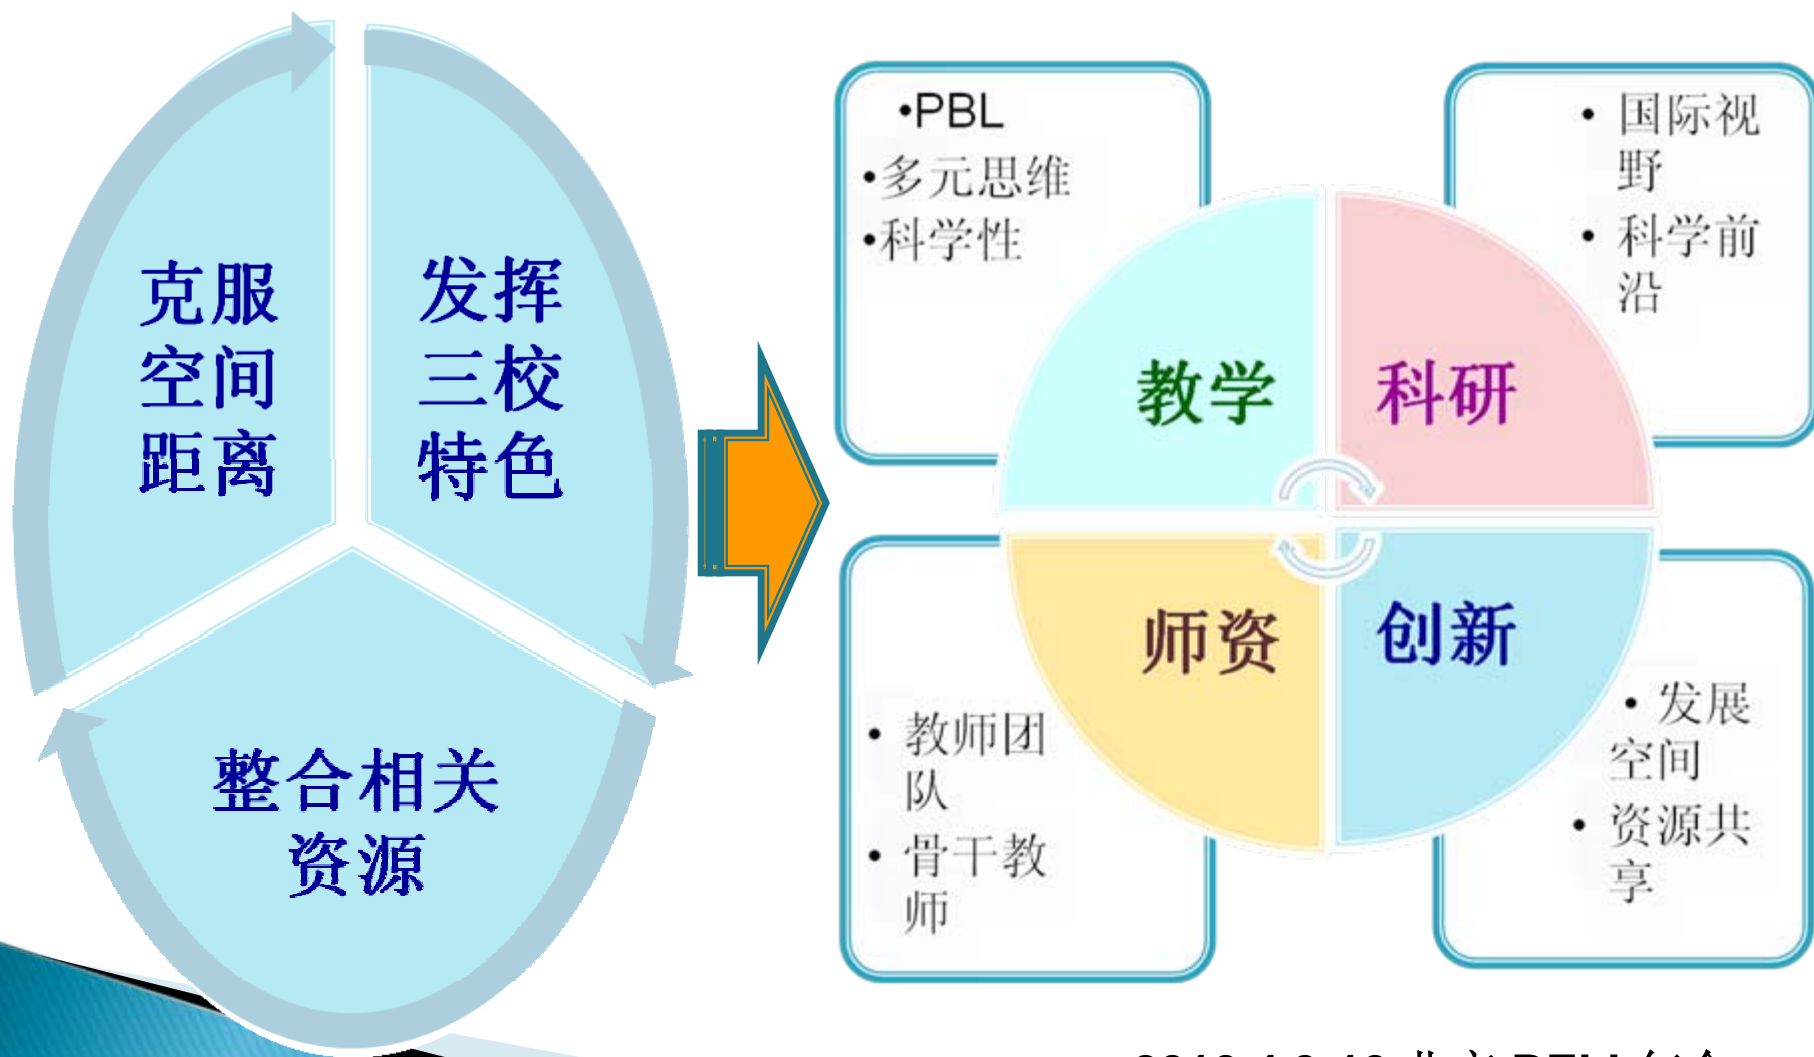 克服
空间
距离
发挥
三校
特色
整合相关
资源
•PBL
•多元思维
•科学性
• 国际视
野
• 科学前
沿
教学
科研
师资
创新
• 教师团
队
• 骨干教
师
• 发展
空间
• 资源共
享